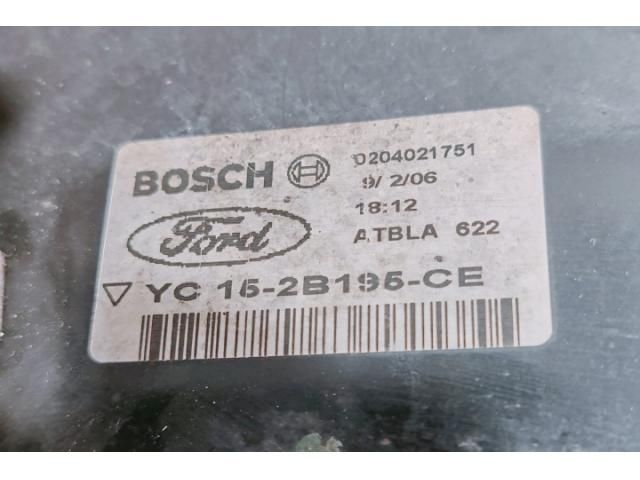 BOSCH
0204021751
9/ 2/06
18:12
Ford
ATBLA 622
YC 15-2B195-CE